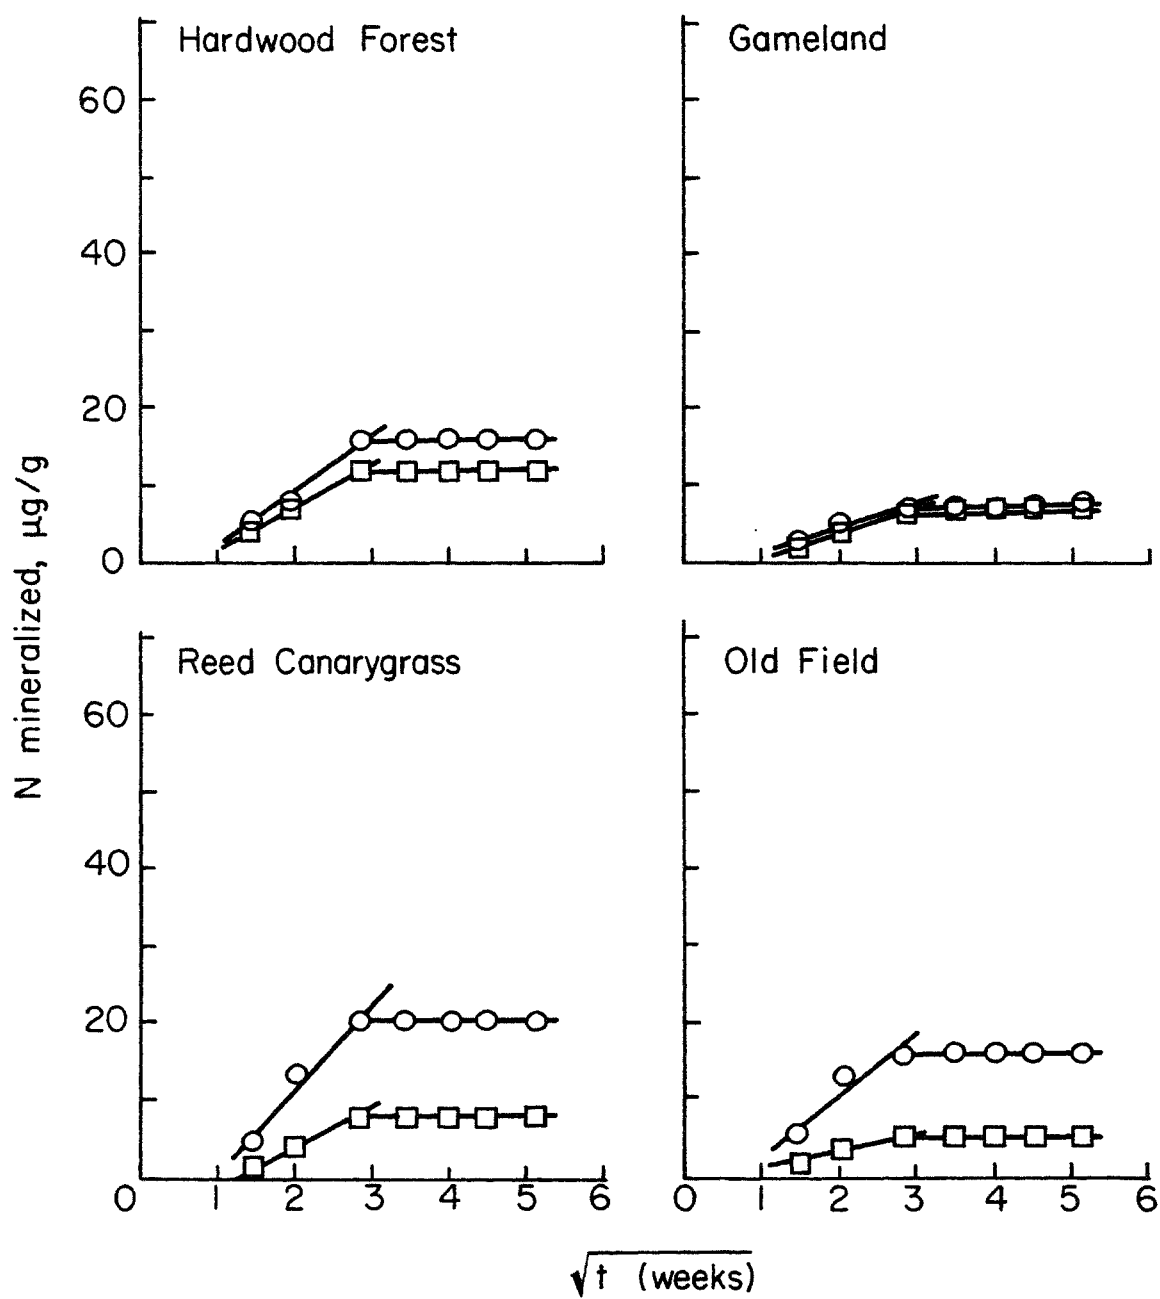 Hardwood Forest
Gameland
60
40
20
0
N mineralized, μg/g
Reed Canarygrass
Old Field
60
40
20
0 1 2 3 4 5 6
0 1 2 3 4 5 6
√t (weeks)